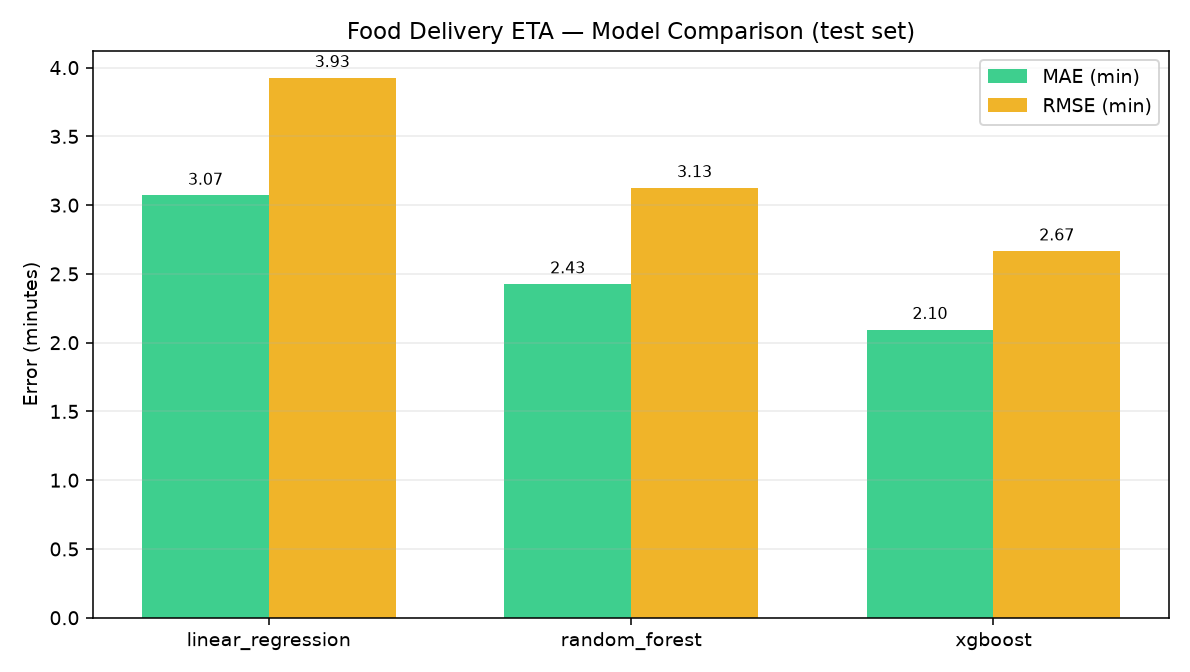 Food Delivery ETA — Model Comparison (test set)
MAE (min)
RMSE (min)
Error (minutes)
4.0
3.5
3.0
2.5
2.0
1.5
1.0
0.5
0.0
3.07
3.93
2.43
3.13
2.10
2.67
linear_regression
random_forest
xgboost